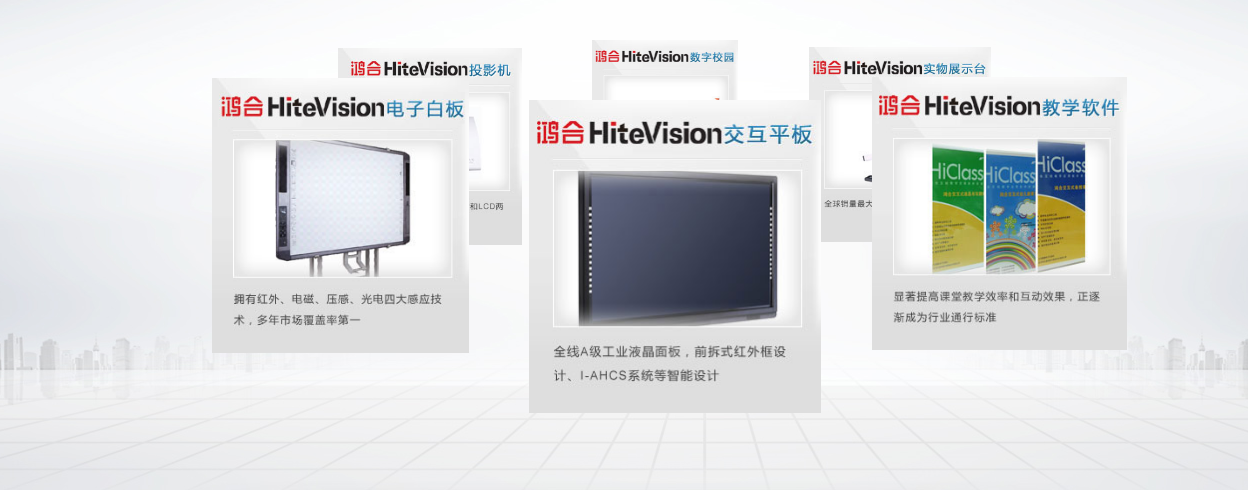 鸿合HiteVision投影机
鸿合HiteVision数字校园
鸿合HiteVision实物展示台
鸿合HiteVision电子白板
鸿合HiteVision交互平板
鸿合HiteVision教学软件
HiClass
HiClass
HiClass
和LCD两
全球销量最大
拥有红外、电磁、压感、光电四大感应技
术，多年市场覆盖率第一
显著提高课堂教学效率和互动效果，正逐
渐成为行业通行标准
全线A级工业液晶面板，前拆式红外框设
计、I-AHCS系统等智能设计